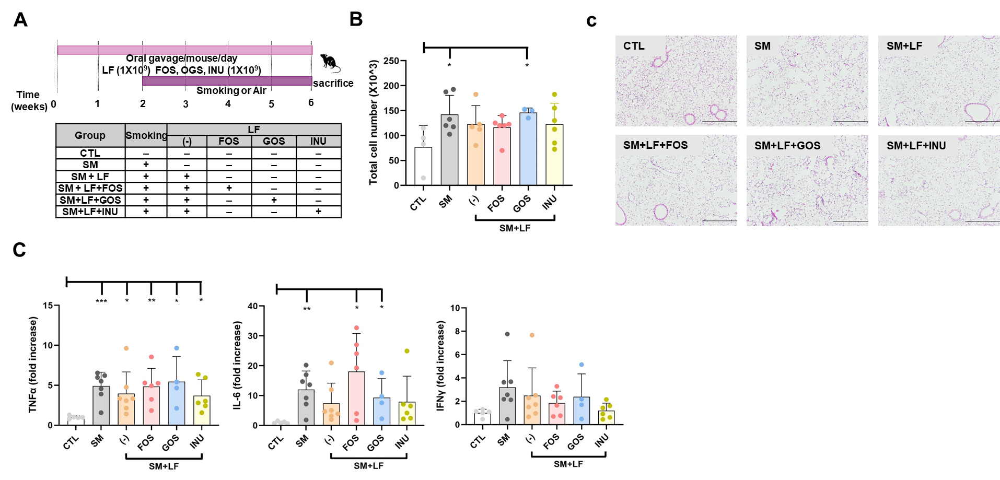 A
Oral gavage/mouse/day
LF (1X10⁹) FOS, OGS, INU (1X10⁹)
Smoking or Air
sacrifice
Time
(weeks)
0 1 2 3 4 5 6
Group Smoking LF
(-) FOS GOS INU
CTL – – – – –
SM + – – – –
SM + LF + + – – –
SM + LF+FOS + + + – –
SM+LF+GOS + + – + –
SM+LF+INU + + – – +
B
Total cell number (X10^3)
250
200
150
100
50
0
* *
CTL SM (-) FOS GOS INU
SM+LF
c
CTL SM SM+LF
SM+LF+FOS SM+LF+GOS SM+LF+INU
C
TNFα (fold increase)
15
10
5
0
*** * ** * *
CTL SM (-) FOS GOS INU
SM+LF
IL-6 (fold increase)
40
30
20
10
0
** * *
CTL SM (-) FOS GOS INU
SM+LF
IFNγ (fold increase)
10
8
6
4
2
0
CTL SM (-) FOS GOS INU
SM+LF